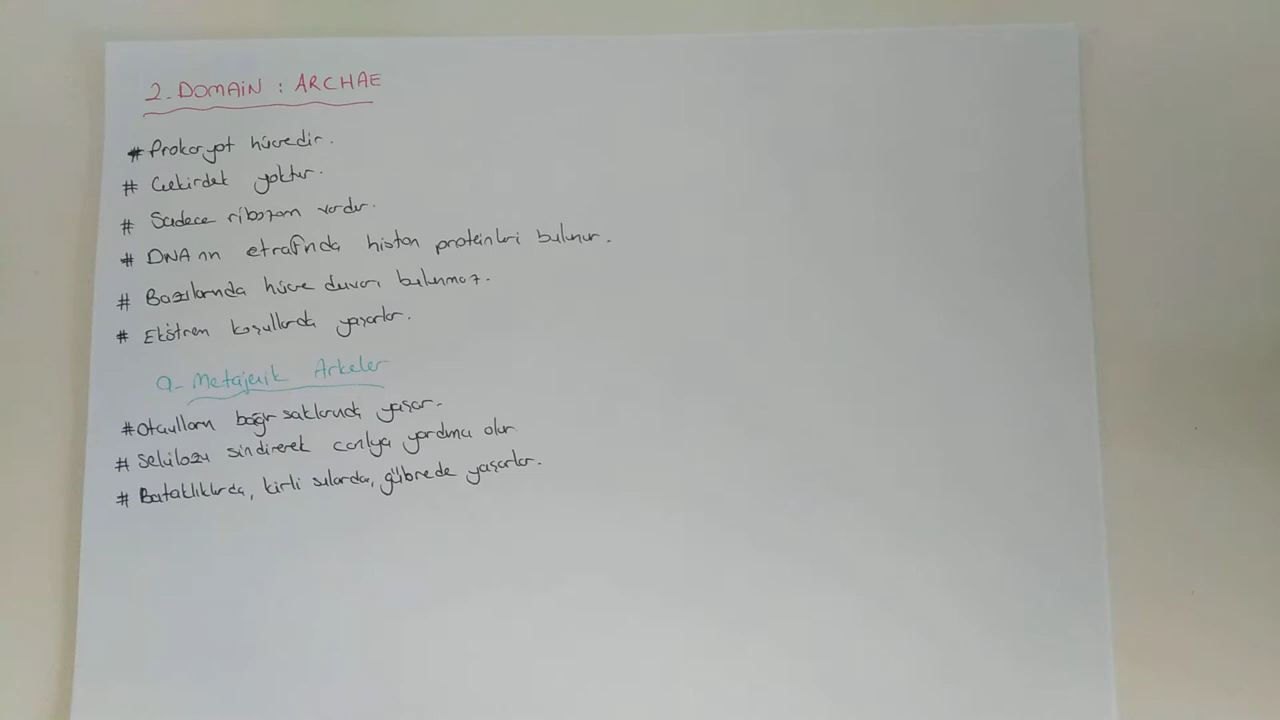 2. DOMAiN : ARCHAE
# Prokaryot hücredir.
# Çekirdek yoktur.
# Sadece ribozom vardır.
# DNA nın etrafında histon proteinleri bulunur.
# Bazılarında hücre duvarı bulunmaz.
# Ekstrem koşullarda yaşarlar.
a- Metajenik Arkeler
# Otçulların bağırsaklarında yaşar.
# Selülozu sindirerek canlıya yardımcı olur
# Bataklıklarda, kirli sularda, gübrede yaşarlar.